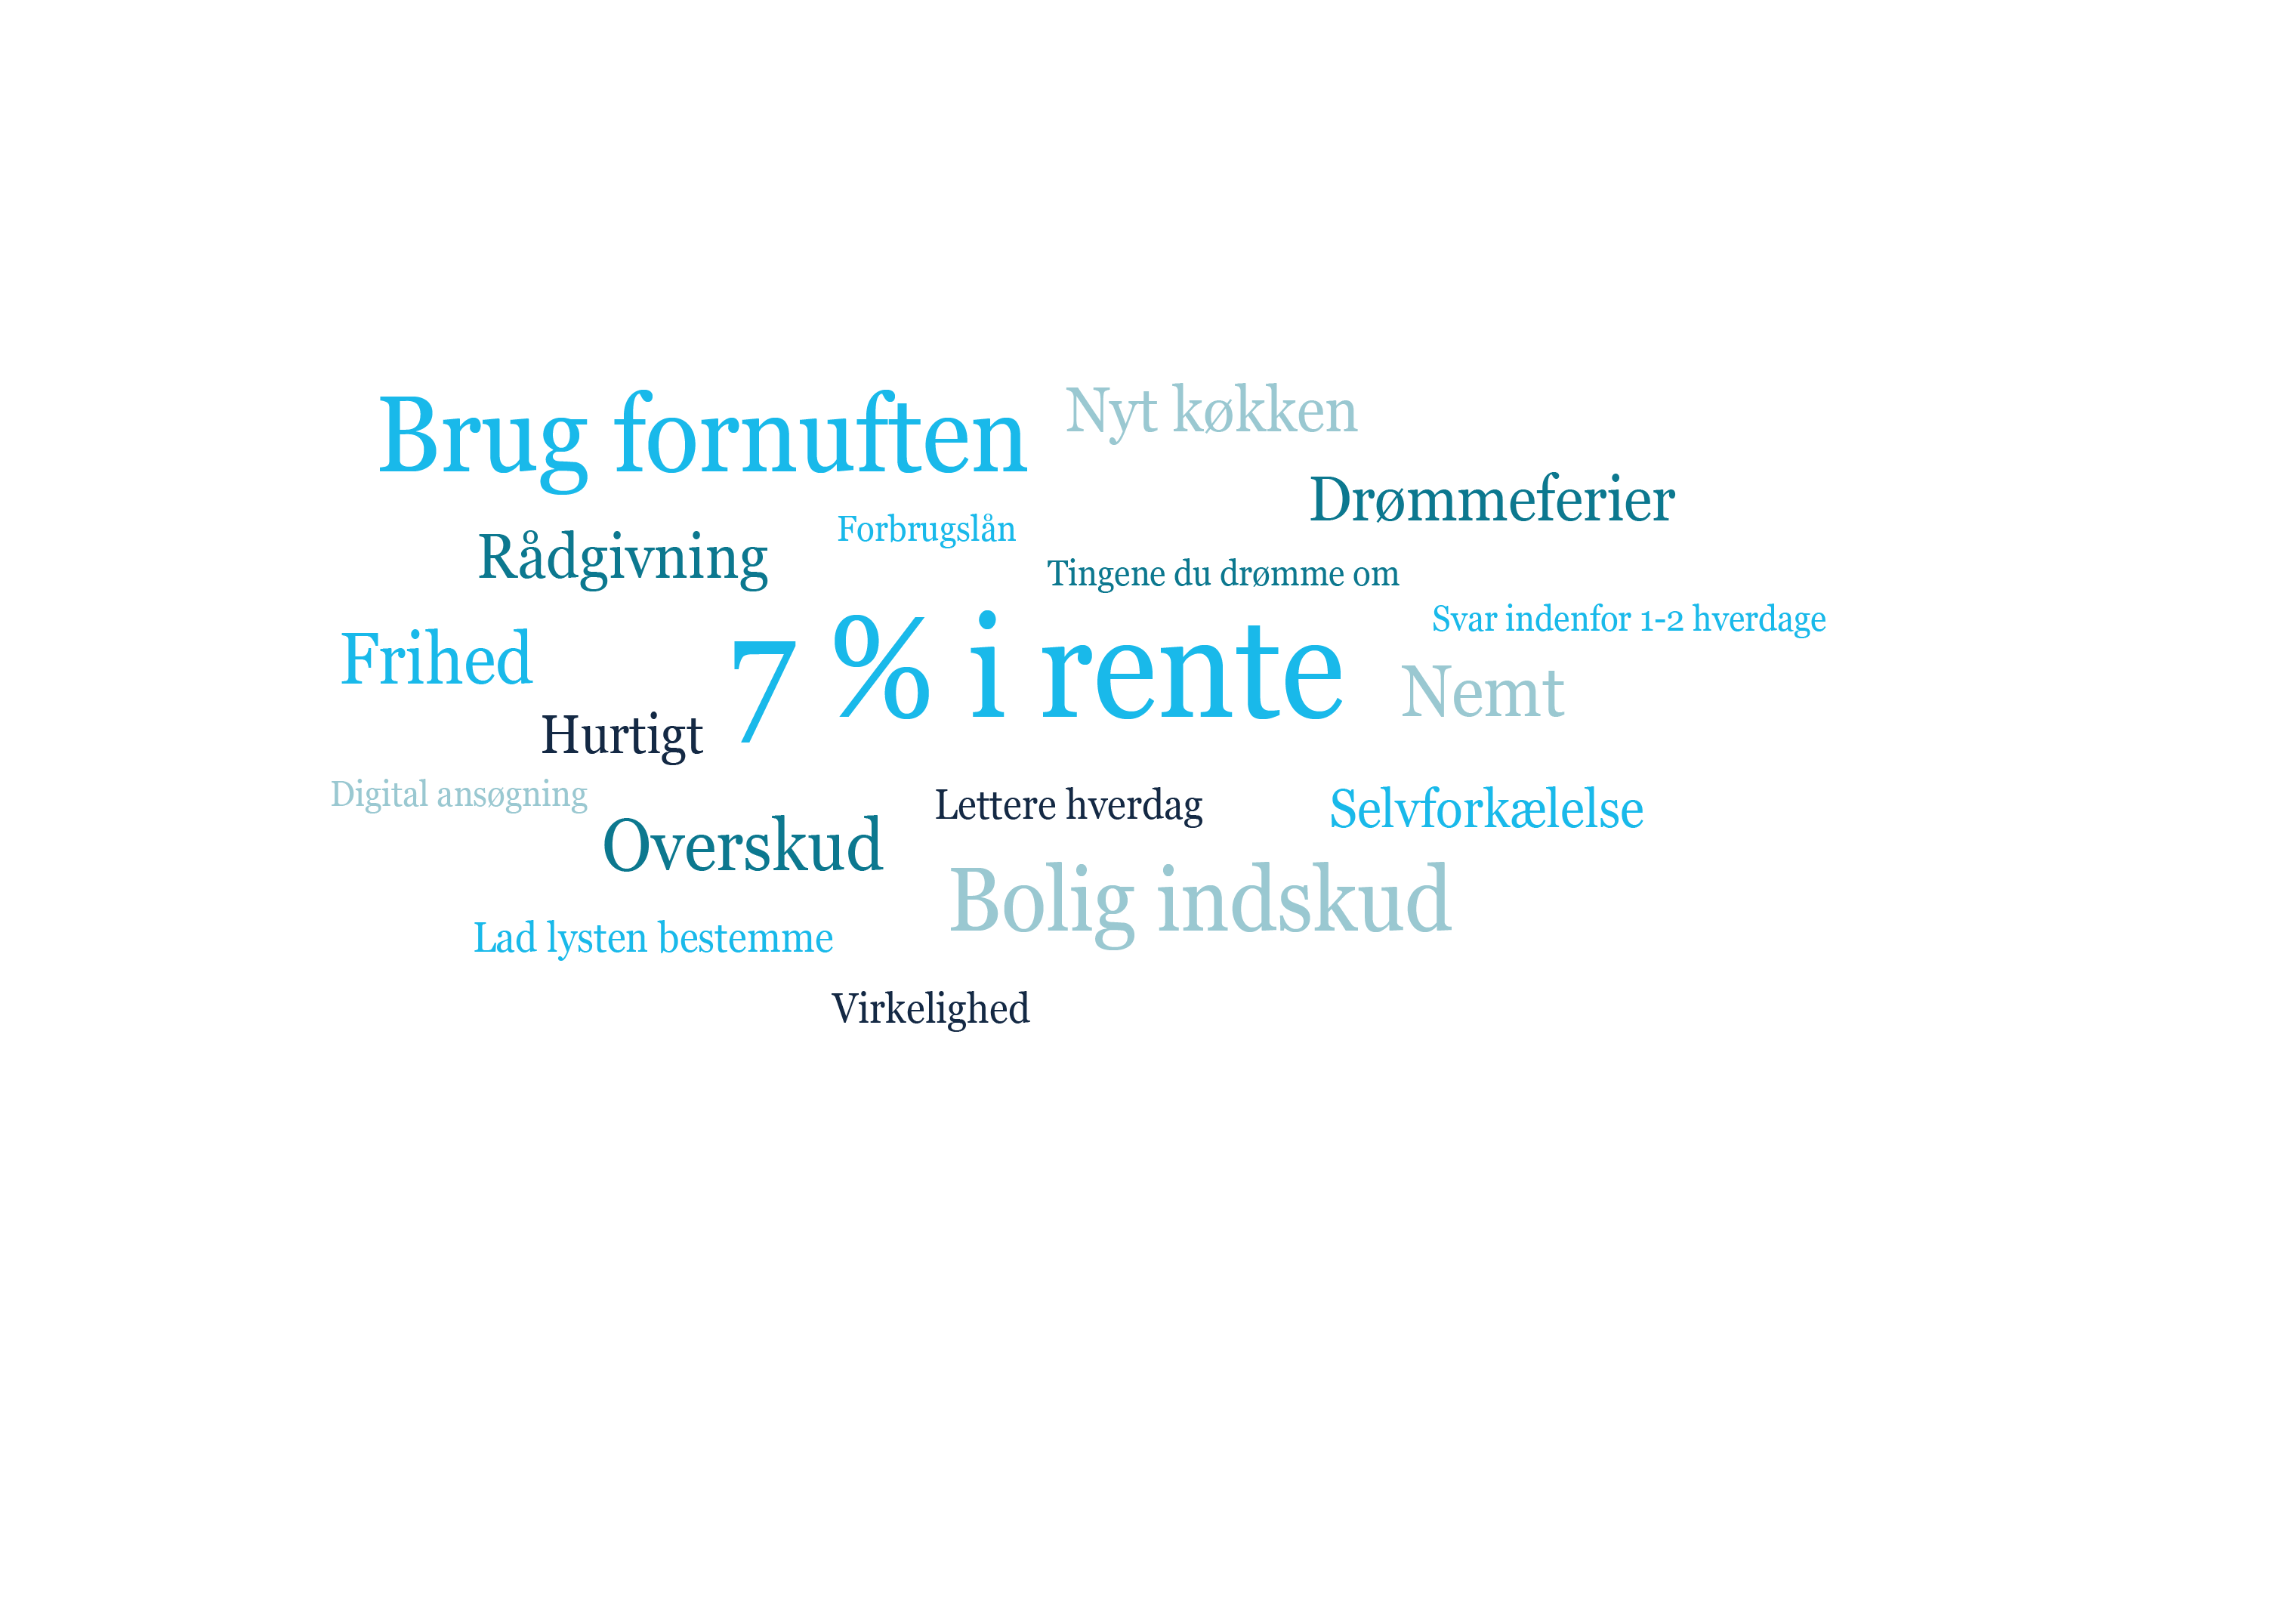 Brug fornuften
Nyt køkken
Drømmeferier
Forbrugslån
Rådgivning
Tingene du drømme om
Svar indenfor 1-2 hverdage
Frihed
7 % i rente
Nemt
Hurtigt
Digital ansøgning
Lettere hverdag
Selvforkælelse
Overskud
Bolig indskud
Lad lysten bestemme
Virkelighed